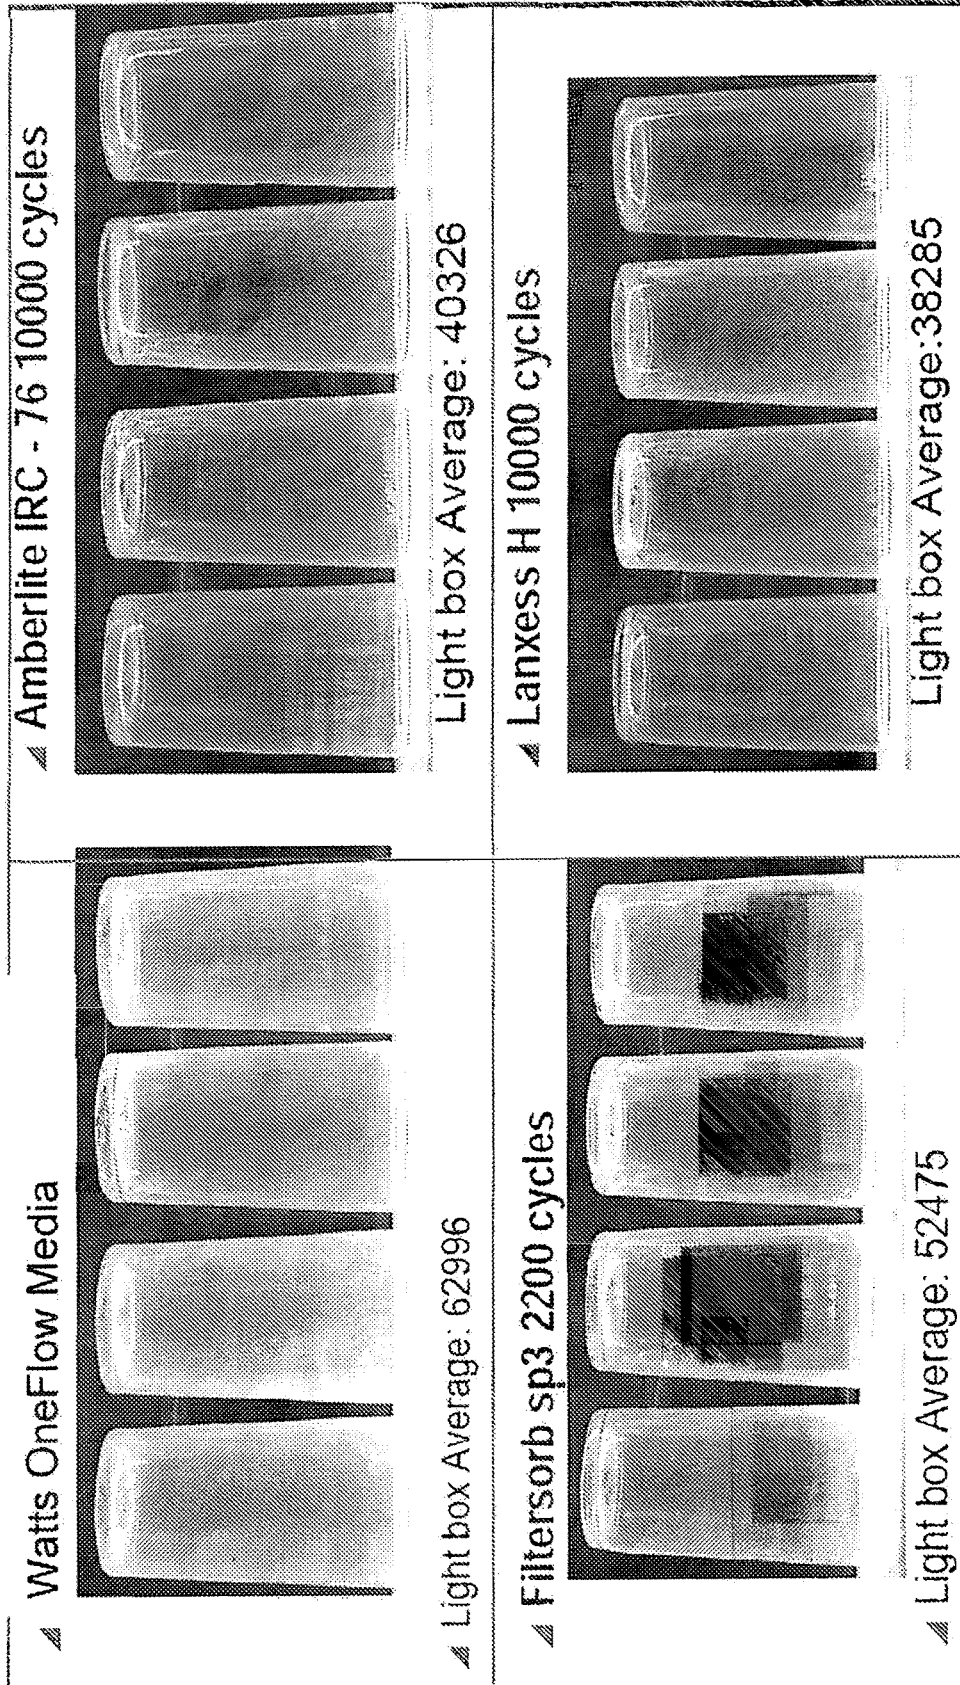 Watts OneFlow Media
Light box Average: 62996
Amberlite IRC - 76 10000 cycles
Light box Average: 40326
Filtersorb sp3 2200 cycles
Light box Average: 52475
Lanxess H 10000 cycles
Light box Average:38285